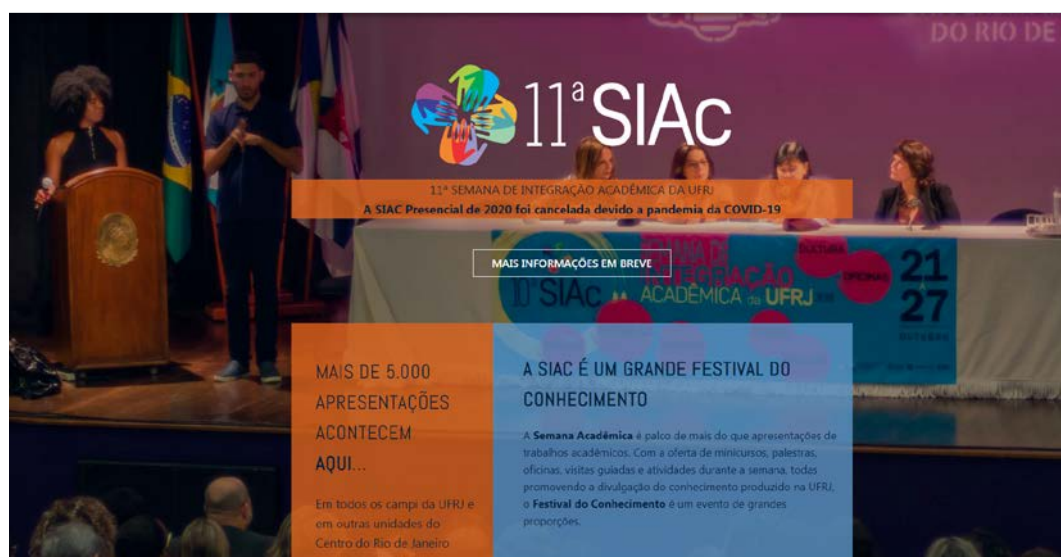 DO RIO DE
11ª SIAc
11ª SEMANA DE INTEGRAÇÃO ACADÊMICA DA UFRJ
A SIAC Presencial de 2020 foi cancelada devido a pandemia da COVID-19
MAIS INFORMAÇÕES EM BREVE
10ª SIAc
SEMANA DE
INTEGRAÇÃO
ACADÊMICA da UFRJ
CULTURA
OFICINAS
21
A
27
OUTUBRO
MAIS DE 5.000
APRESENTAÇÕES
ACONTECEM
AQUI...
Em todos os campi da UFRJ e
em outras unidades do
Centro do Rio de Janeiro
A SIAC É UM GRANDE FESTIVAL DO
CONHECIMENTO
A Semana Acadêmica é palco de mais do que apresentações de
trabalhos acadêmicos. Com a oferta de minicursos, palestras,
oficinas, visitas guiadas e atividades durante a semana, todas
promovendo a divulgação do conhecimento produzido na UFRJ,
o Festival do Conhecimento é um evento de grandes
proporções.